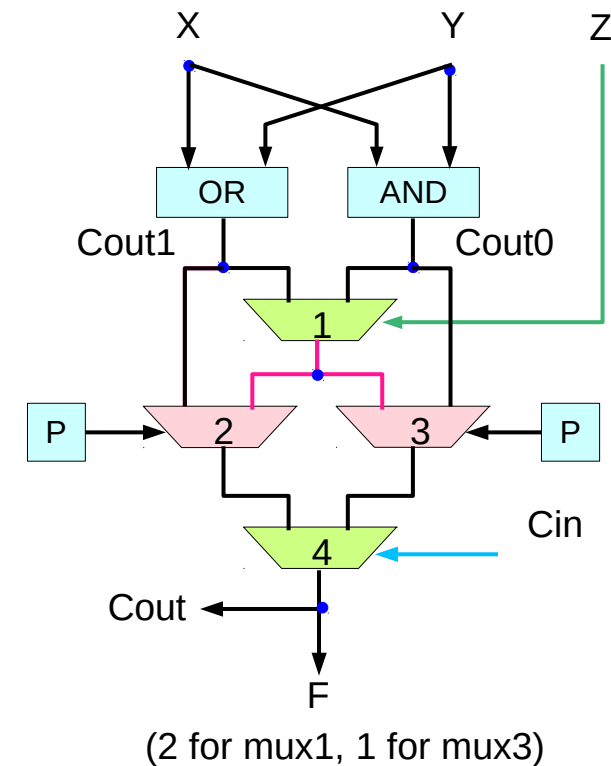 X Y Z
OR AND
Cout1 Cout0
1
P 2 3 P
Cin
4
Cout
F
(2 for mux1, 1 for mux3)